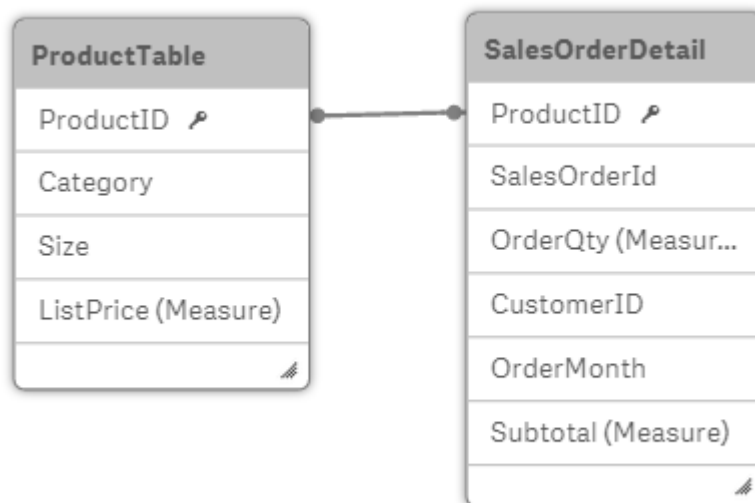 ProductTable
ProductID
Category
Size
ListPrice (Measure)
SalesOrderDetail
ProductID
SalesOrderId
OrderQty (Measur...
CustomerID
OrderMonth
Subtotal (Measure)